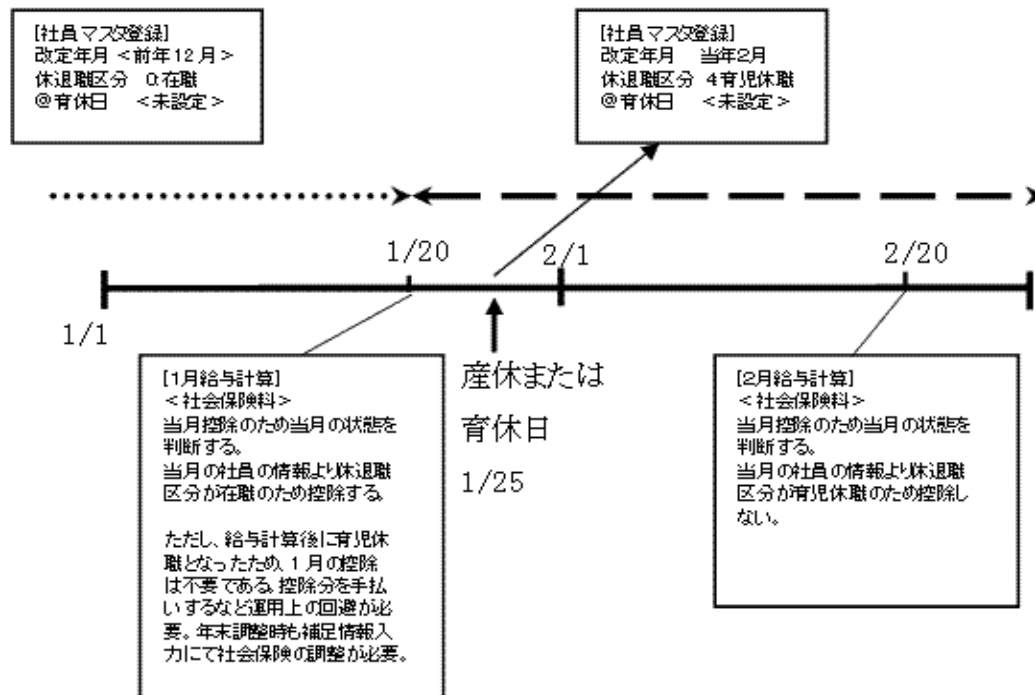 [社員マスタ登録]
改定年月 <前年12月>
休退職区分 0:在職
@育休日 <未設定>
[社員マスタ登録]
改定年月 当年2月
休退職区分 4育児休職
@育休日 <未設定>
1/20
2/1
2/20
1/1
[1月給与計算]
<社会保険料>
当月控除のため当月の状態を
判断する。
当月の社員の情報より休退職
区分が在職のため控除する。
ただし、給与計算後に育児休
職となったため、1月の控除
は不要である。控除分を手払
いするなど運用上の回避が必
要。年末調整時も補足情報入
力にて社会保険の調整が必要。
産休または
育休日
1/25
[2月給与計算]
<社会保険料>
当月控除のため当月の状態を
判断する。
当月の社員の情報より休退職
区分が育児休職のため控除し
ない。